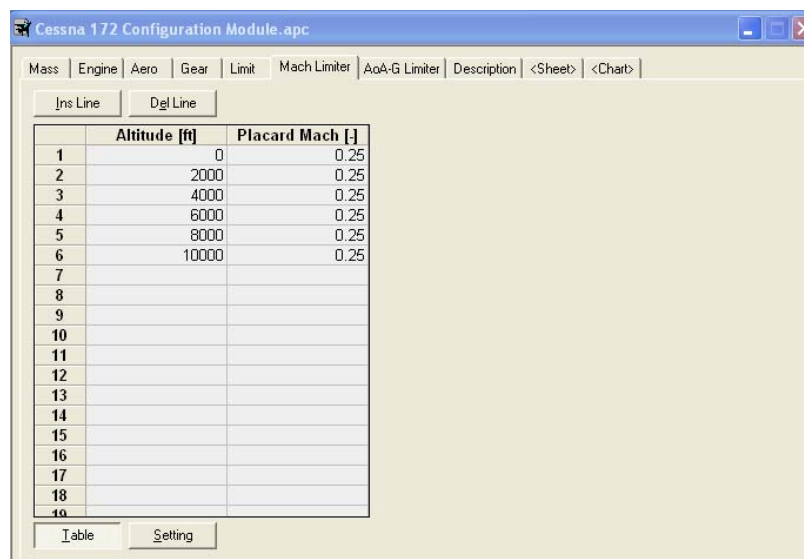 Cessna 172 Configuration Module.apc
Mass Engine Aero Gear Limit Mach Limiter AoA-G Limiter Description <Sheet> <Chart>
Ins Line Del Line
Altitude [ft] Placard Mach [-]
1 0 0.25
2 2000 0.25
3 4000 0.25
4 6000 0.25
5 8000 0.25
6 10000 0.25
7
8
9
10
11
12
13
14
15
16
17
18
19
Table Setting